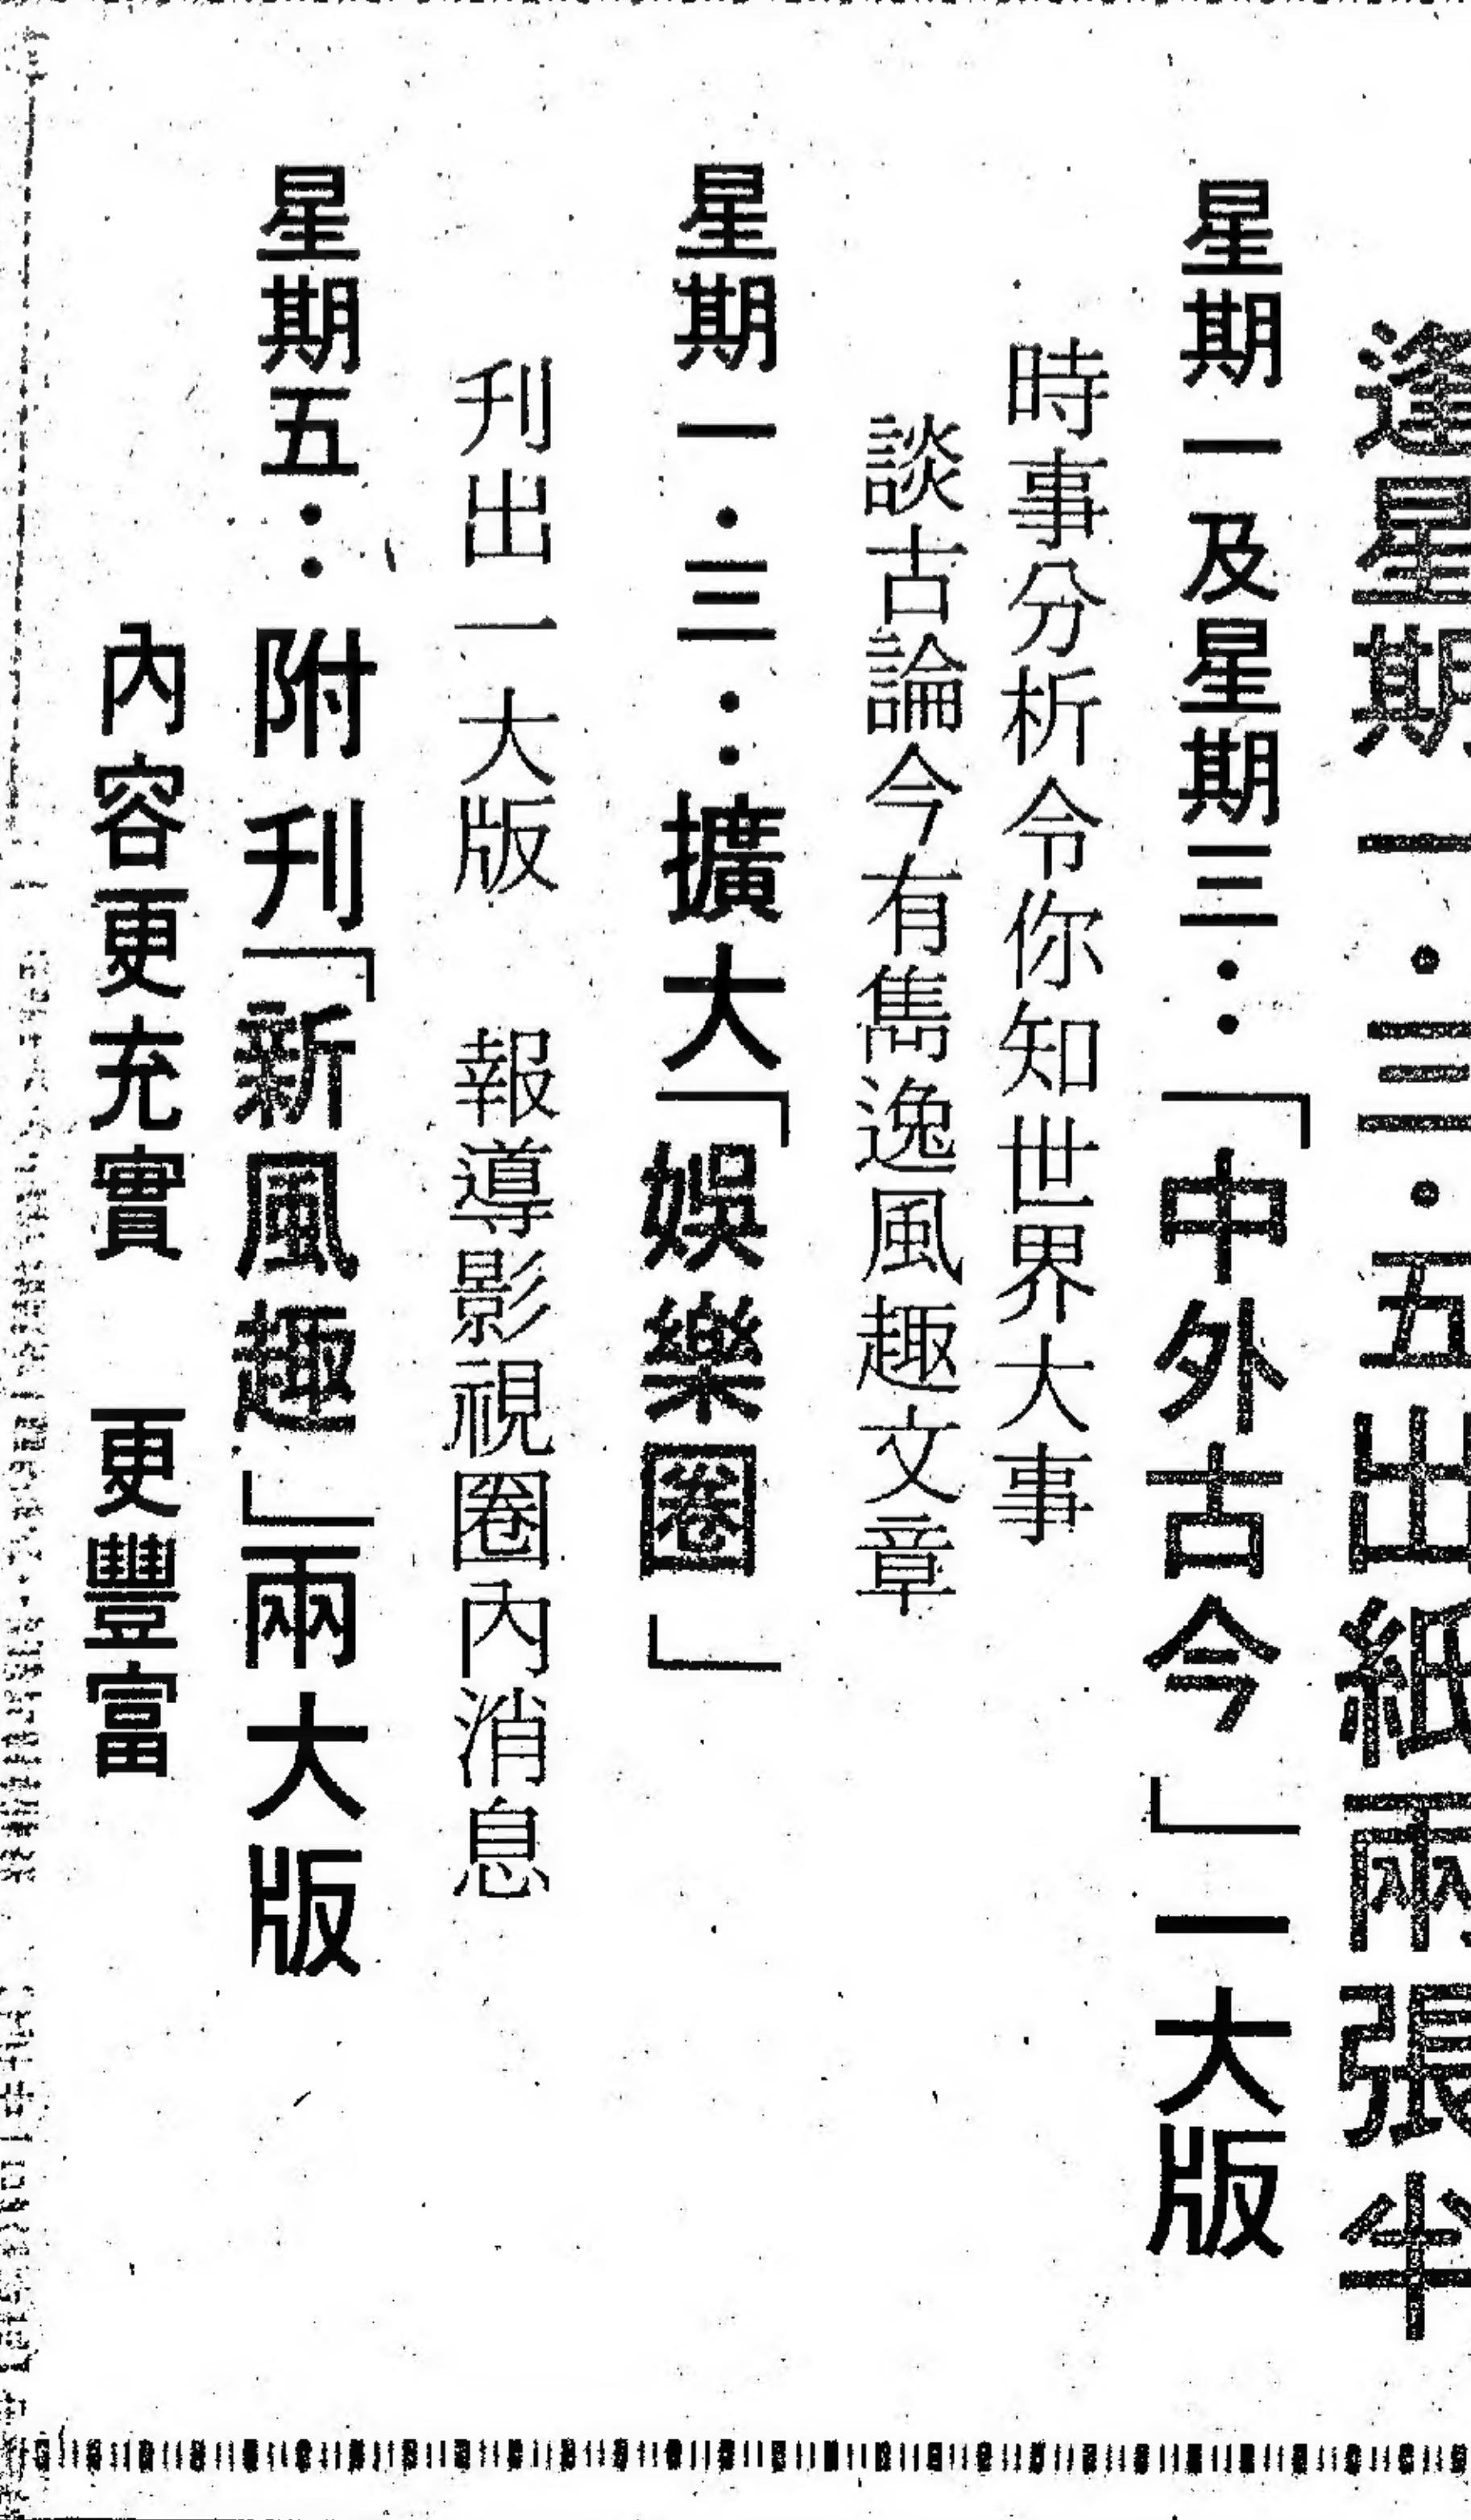 逢星期一·三·五出紙兩張半
星期一及星期三：「中外古今」一大版
時事分析令你知世界大事
談古論今有雋逸風趣文章
星期一·三：擴大「娛樂圈」
刊出一大版　報導影視圈內消息
星期五：附刊「新風趣」兩大版
內容更充實　更豐富